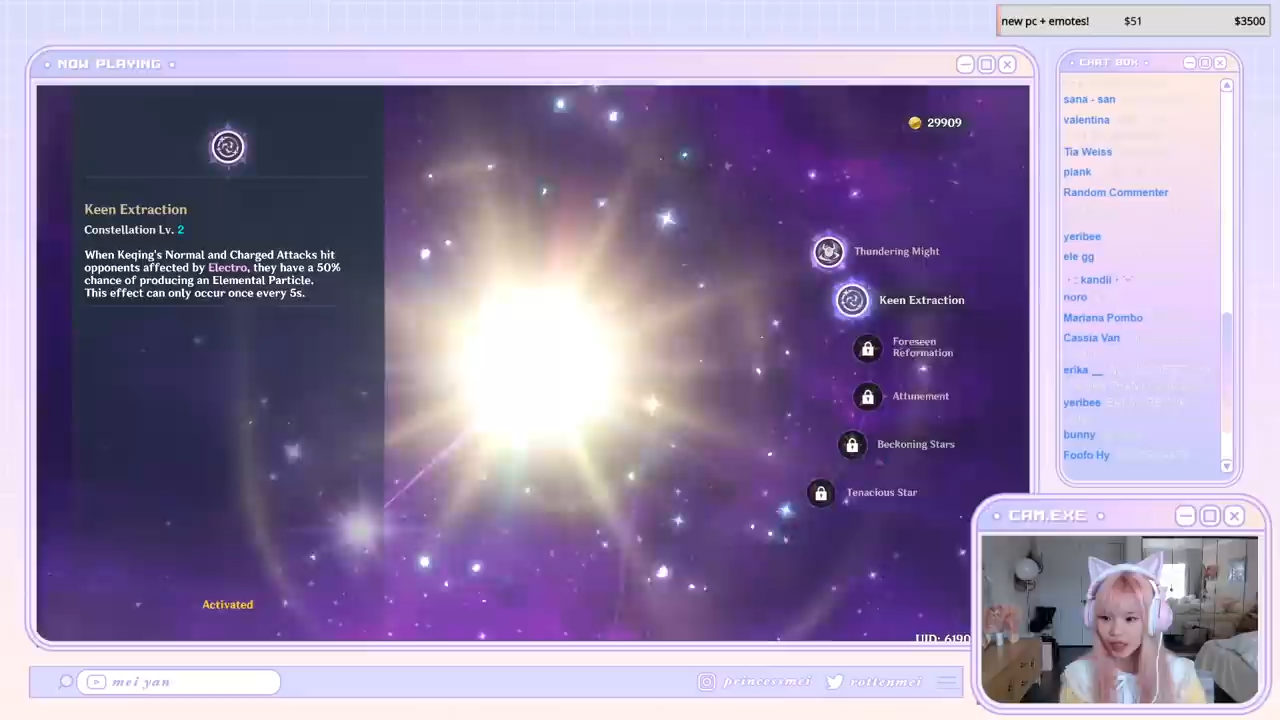 new pc + emotes! $51 $3500
NOW PLAYING
CHAT BOX
29909
Keen Extraction
Constellation Lv. 2
When Keqing's Normal and Charged Attacks hit
opponents affected by Electro, they have a 50%
chance of producing an Elemental Particle.
This effect can only occur once every 5s.
Activated
Thundering Might
Keen Extraction
Foreseen
Reformation
Attunement
Beckoning Stars
Tenacious Star
UID: 6190
sana - san
valentina
Tia Weiss
piank
Random Commenter
yeribee
ele gg
kandii
noro
Mariana Pombo
Cassia Van
erika __
yeribee
bunny
Foofo Hy
CAM.EXE
mei yan
princessmei
rottenmei